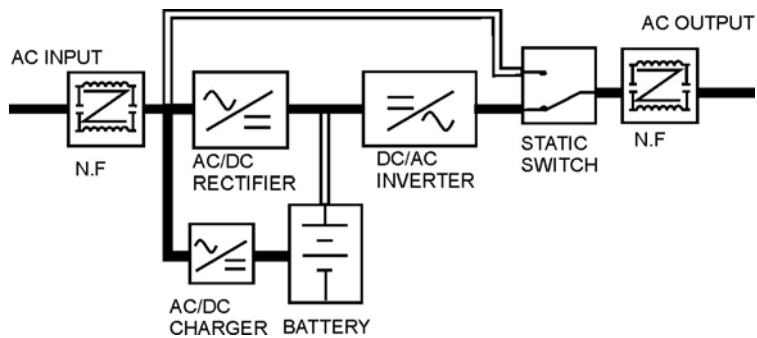 AC INPUT
AC OUTPUT
N.F
AC/DC
RECTIFIER
DC/AC
INVERTER
STATIC
SWITCH
N.F
AC/DC
CHARGER
BATTERY